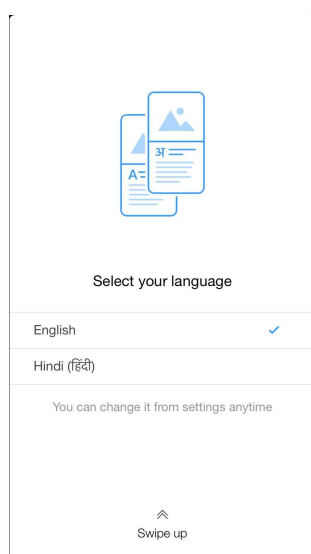 अ
A
Select your language
English
Hindi (हिंदी)
You can change it from settings anytime
Swipe up